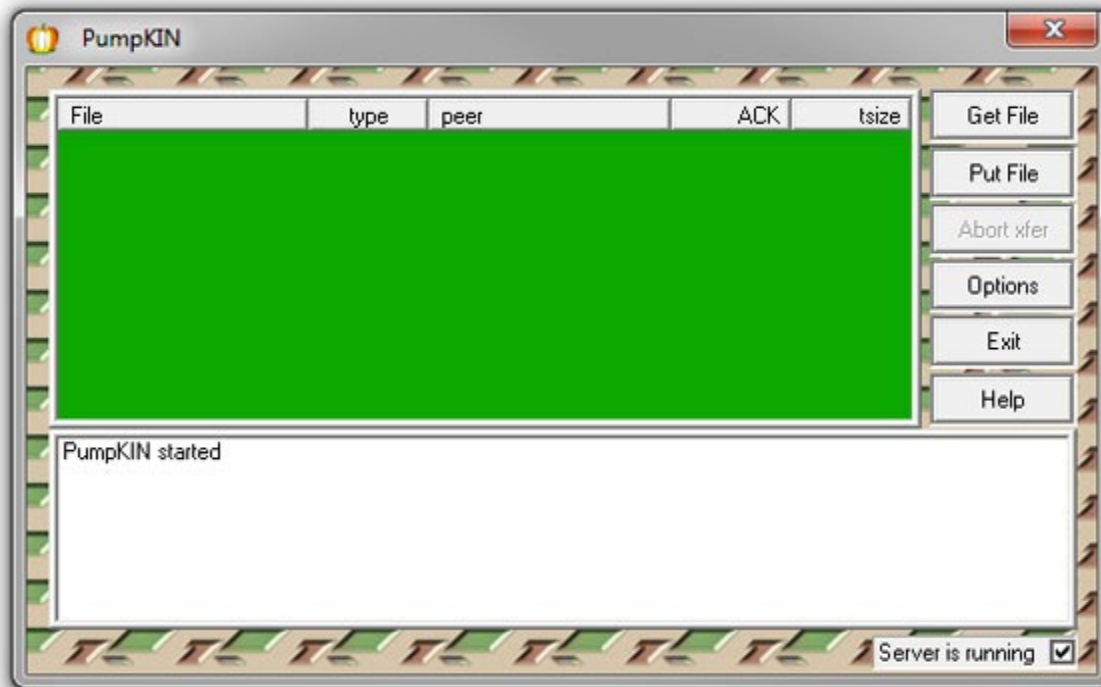 PumpKIN
File type peer ACK tsize
Get File
Put File
Abort xfer
Options
Exit
Help
PumpKIN started
Server is running